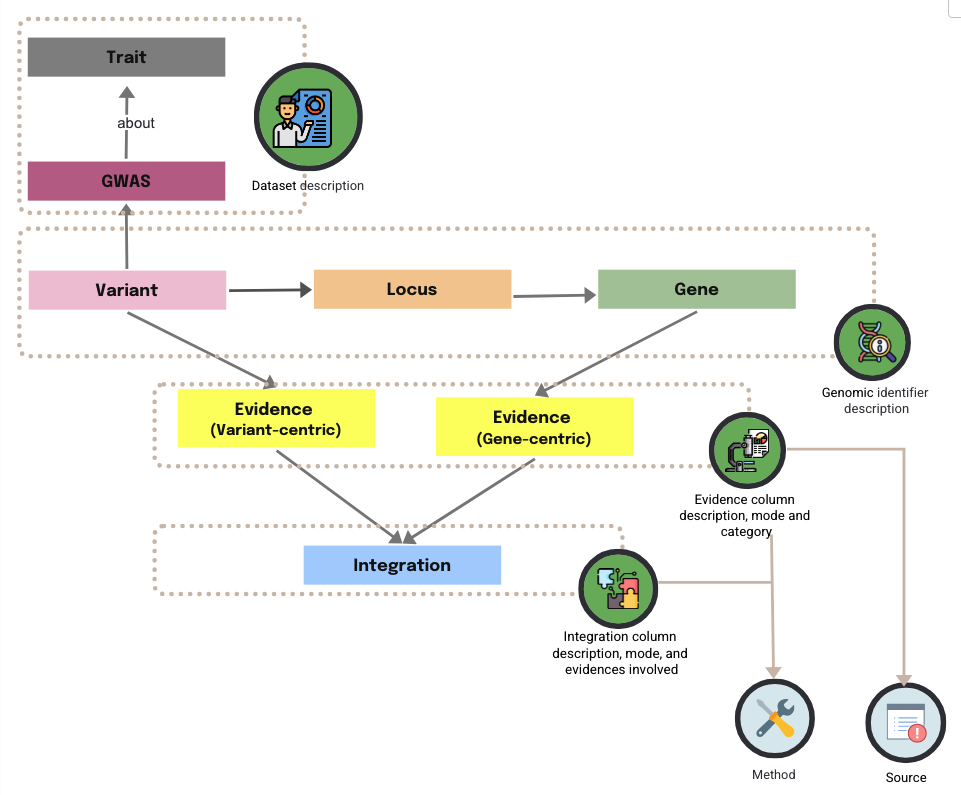 Trait
about
GWAS
Dataset description
Variant
Locus
Gene
Genomic identifier
description
Evidence
(Variant-centric)
Evidence
(Gene-centric)
Evidence column
description, mode and
category
Integration
Integration column
description, mode, and
evidences involved
Method
Source